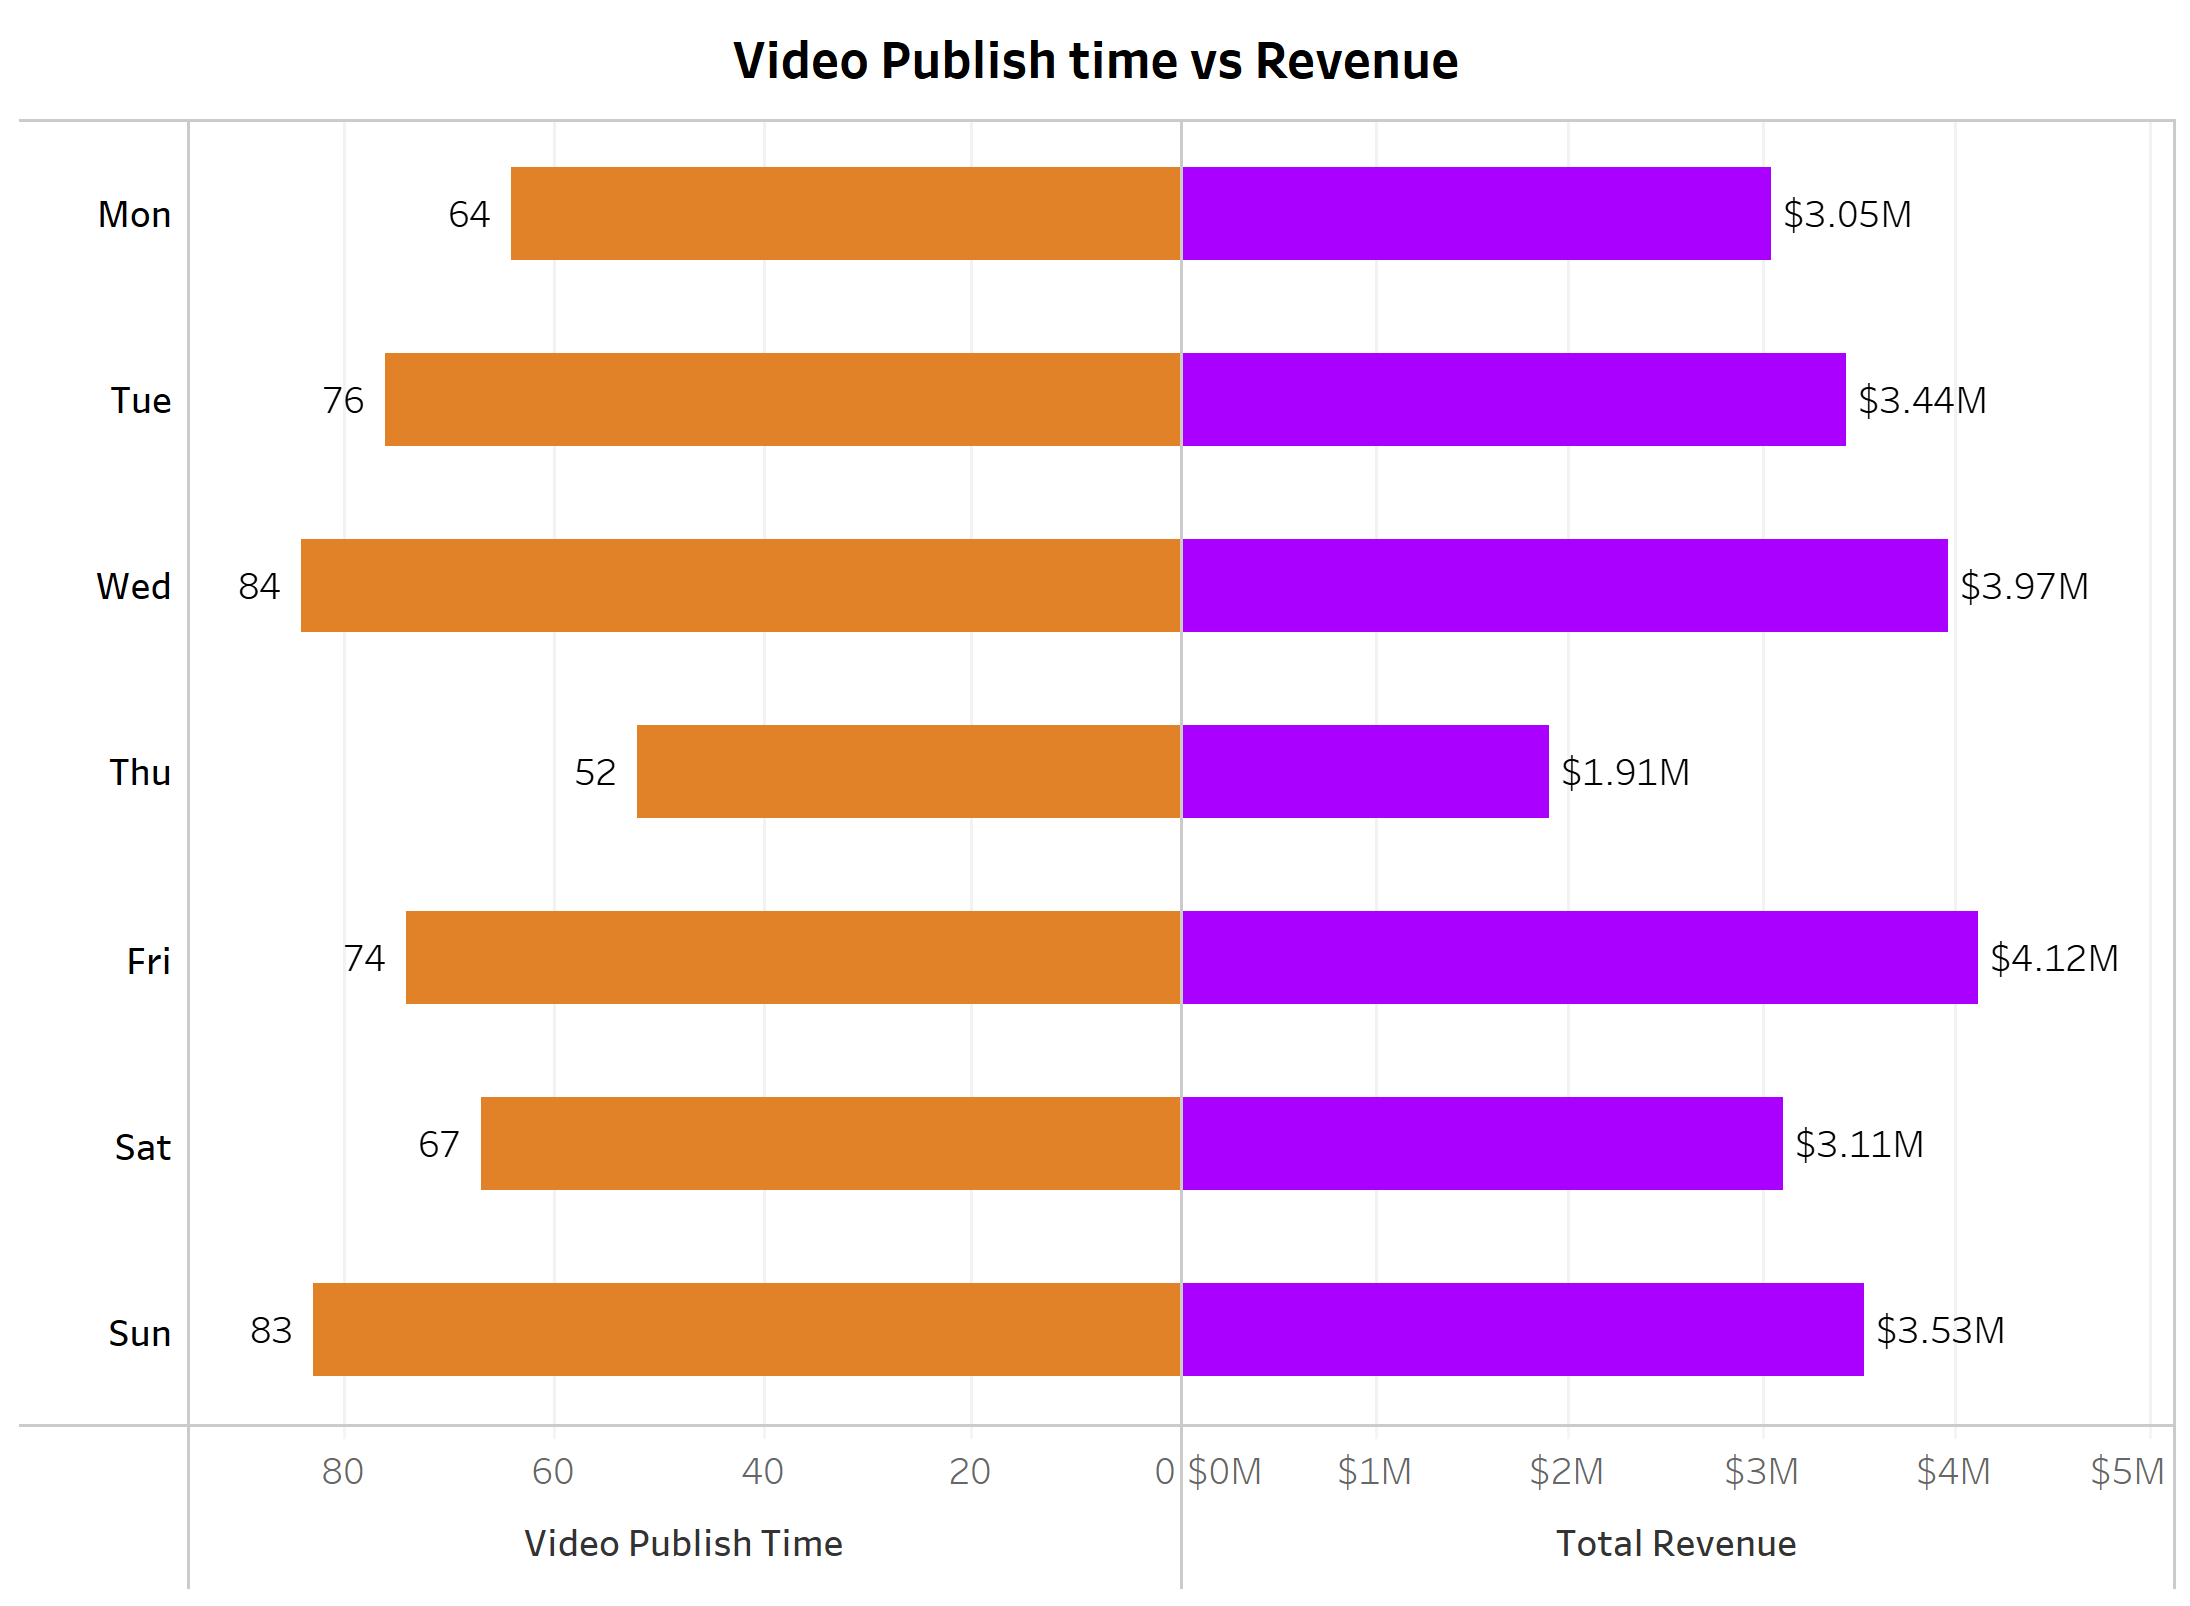 Video Publish time vs Revenue
Mon 64 $3.05M
Tue 76 $3.44M
Wed 84 $3.97M
Thu 52 $1.91M
Fri 74 $4.12M
Sat 67 $3.11M
Sun 83 $3.53M
80 60 40 20 0 $0M $1M $2M $3M $4M $5M
Video Publish Time Total Revenue